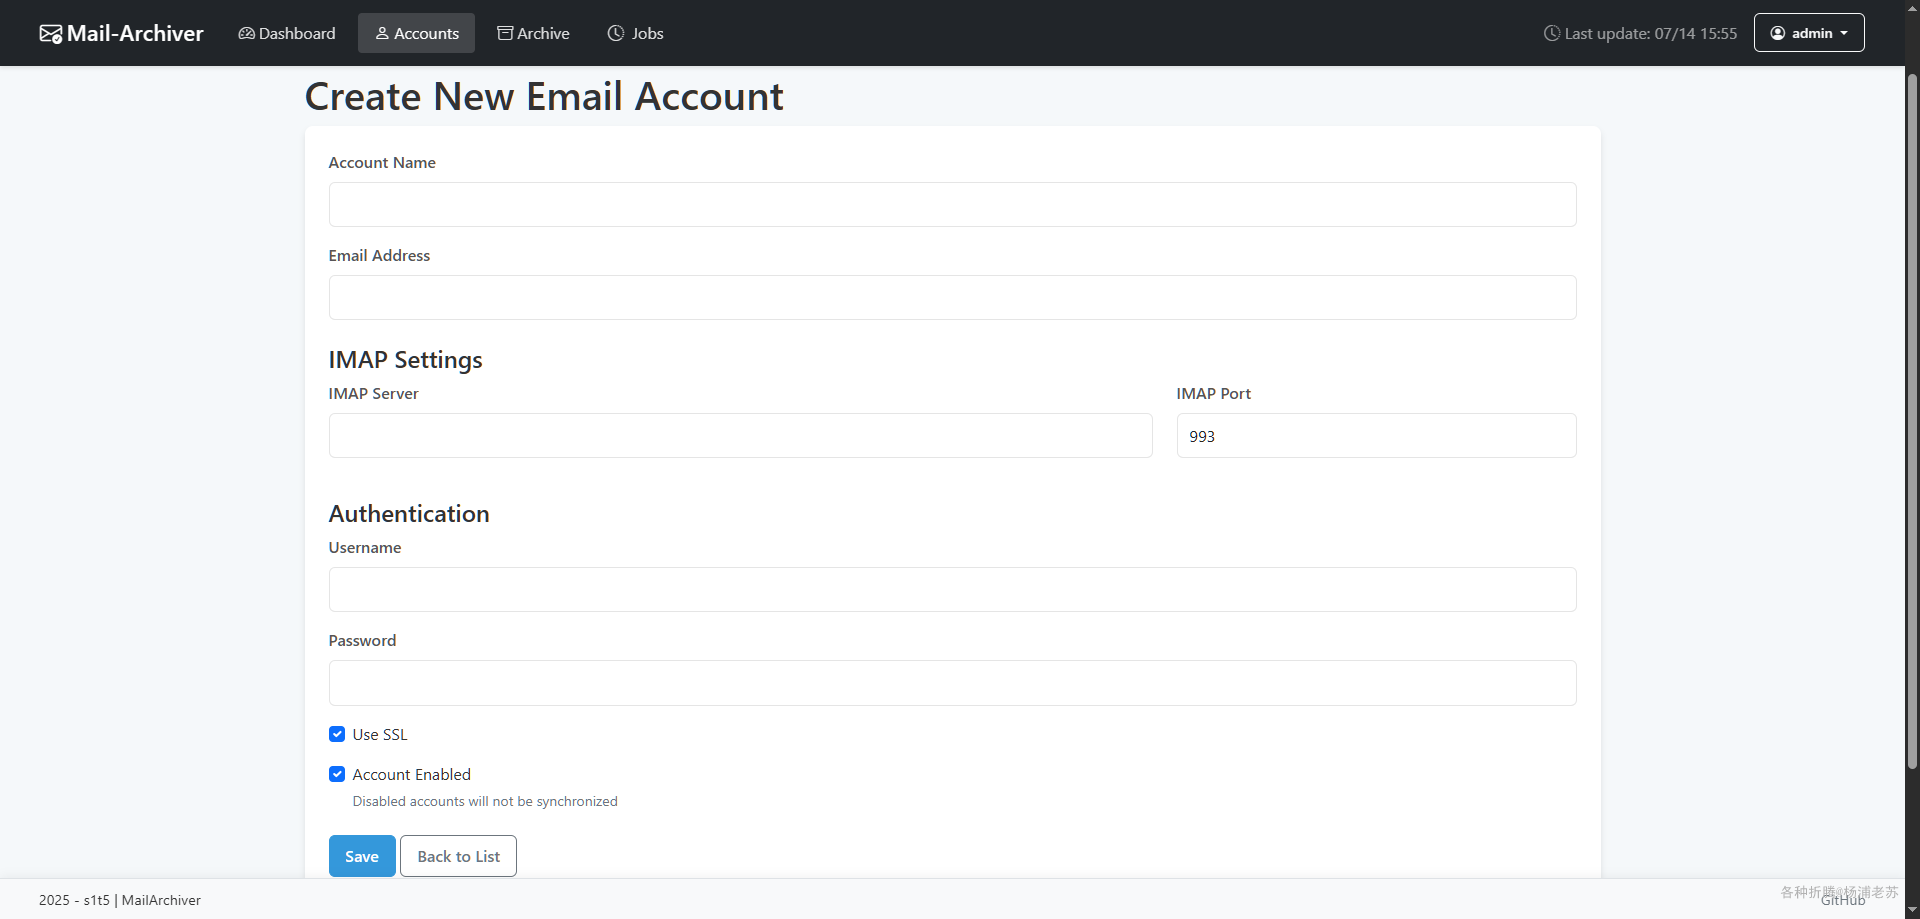 Mail-Archiver Dashboard Accounts Archive Jobs Last update: 07/14 15:55 admin
Create New Email Account
Account Name
Email Address
IMAP Settings
IMAP Server IMAP Port
993
Authentication
Username
Password
Use SSL
Account Enabled
Disabled accounts will not be synchronized
Save Back to List
各种折腾@杨浦老苏
2025 - s1t5 | MailArchiver GitHub